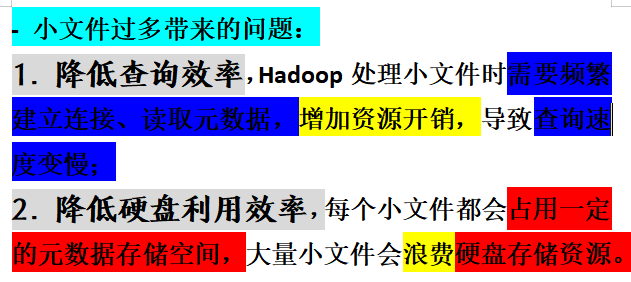 - 小文件过多带来的问题：
1. 降低查询效率，Hadoop 处理小文件时需要频繁
建立连接、读取元数据，增加资源开销，导致查询速
度变慢；
2. 降低硬盘利用效率，每个小文件都会占用一定
的元数据存储空间，大量小文件会浪费硬盘存储资源。